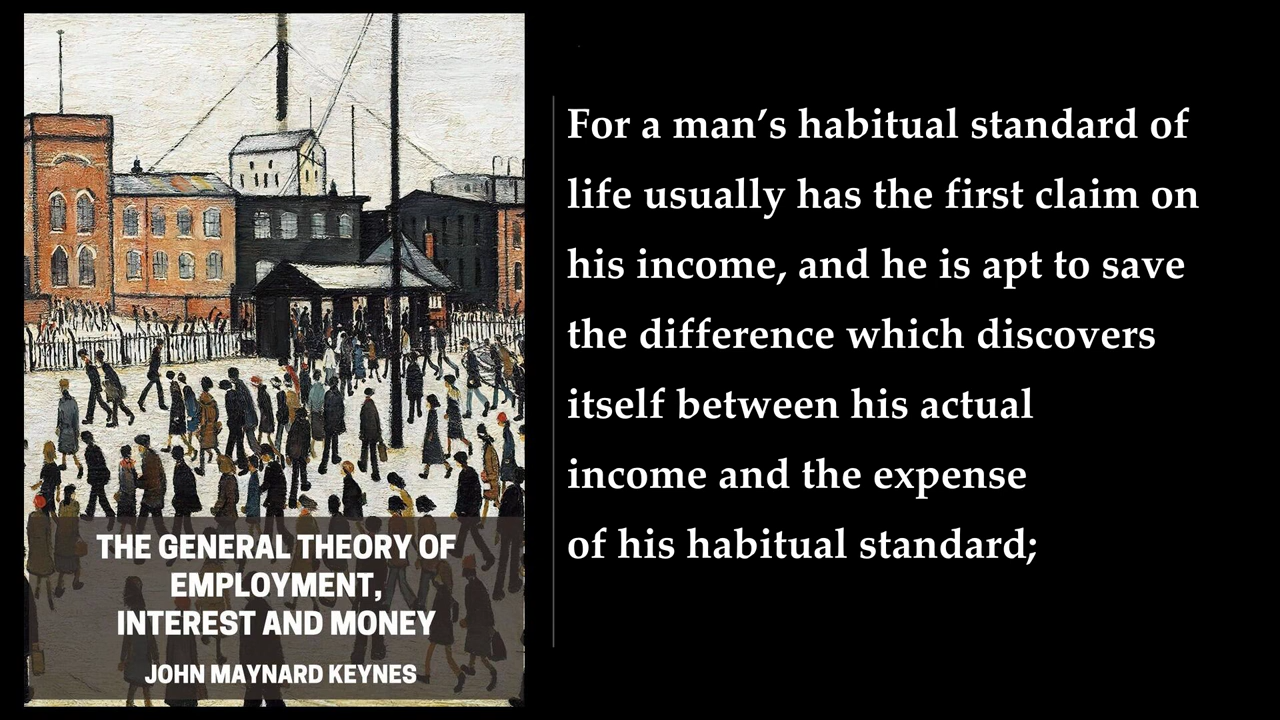 THE GENERAL THEORY OF
EMPLOYMENT,
INTEREST AND MONEY
JOHN MAYNARD KEYNES
For a man’s habitual standard of
life usually has the first claim on
his income, and he is apt to save
the difference which discovers
itself between his actual
income and the expense
of his habitual standard;